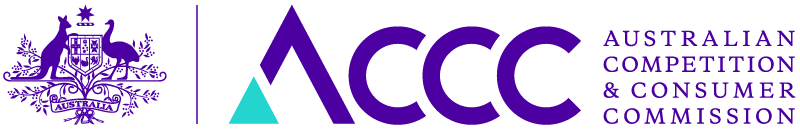 AUSTRALIA
ACCC
AUSTRALIAN
COMPETITION
& CONSUMER
COMMISSION